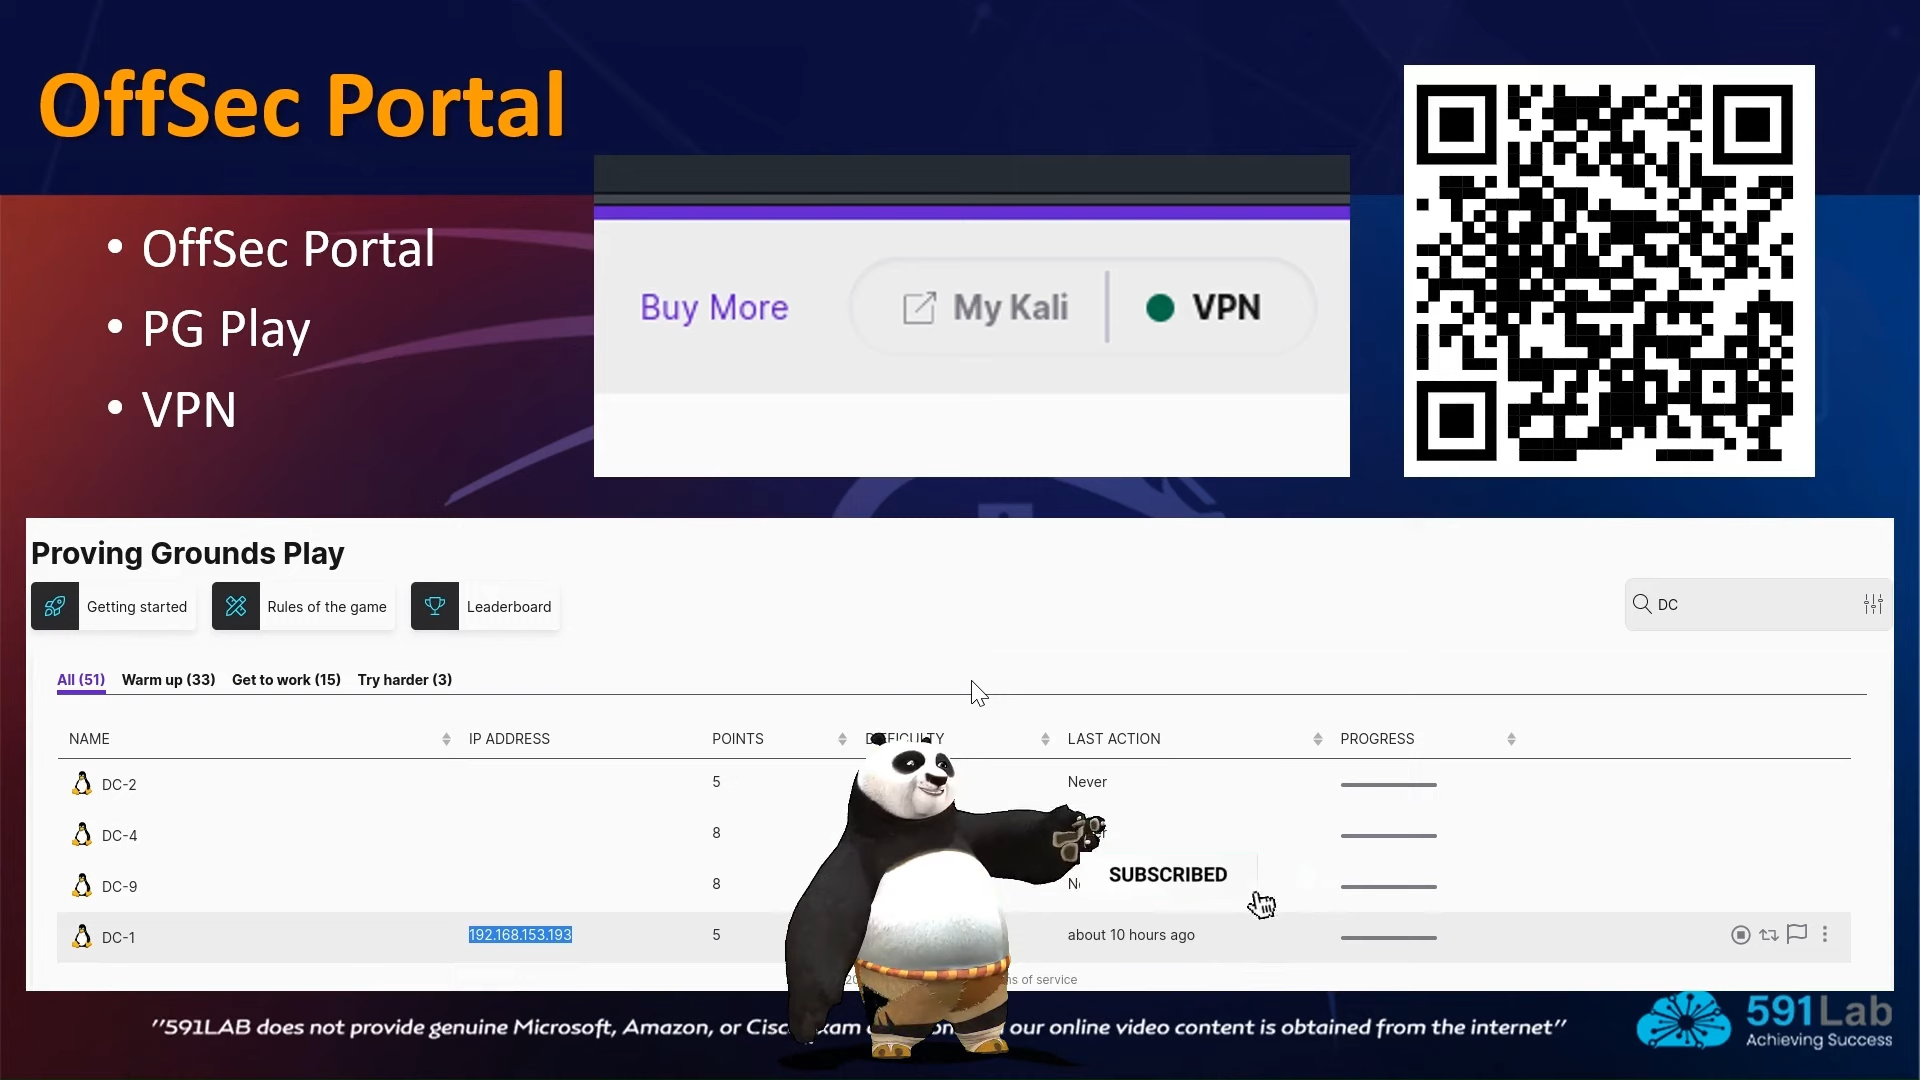 OffSec Portal
• OffSec Portal
• PG Play
• VPN
Buy More
My Kali
VPN
Proving Grounds Play
Getting started
Rules of the game
Leaderboard
DC
All (51) Warm up (33) Get to work (15) Try harder (3)
NAME IP ADDRESS POINTS DIFFICULTY LAST ACTION PROGRESS
DC-2 5 Never
DC-4 8
DC-9 8
SUBSCRIBED
DC-1 192.168.153.193 5 about 10 hours ago
of service
"591LAB does not provide genuine Microsoft, Amazon, or our online video content is obtained from the internet"
591Lab
Achieving Success